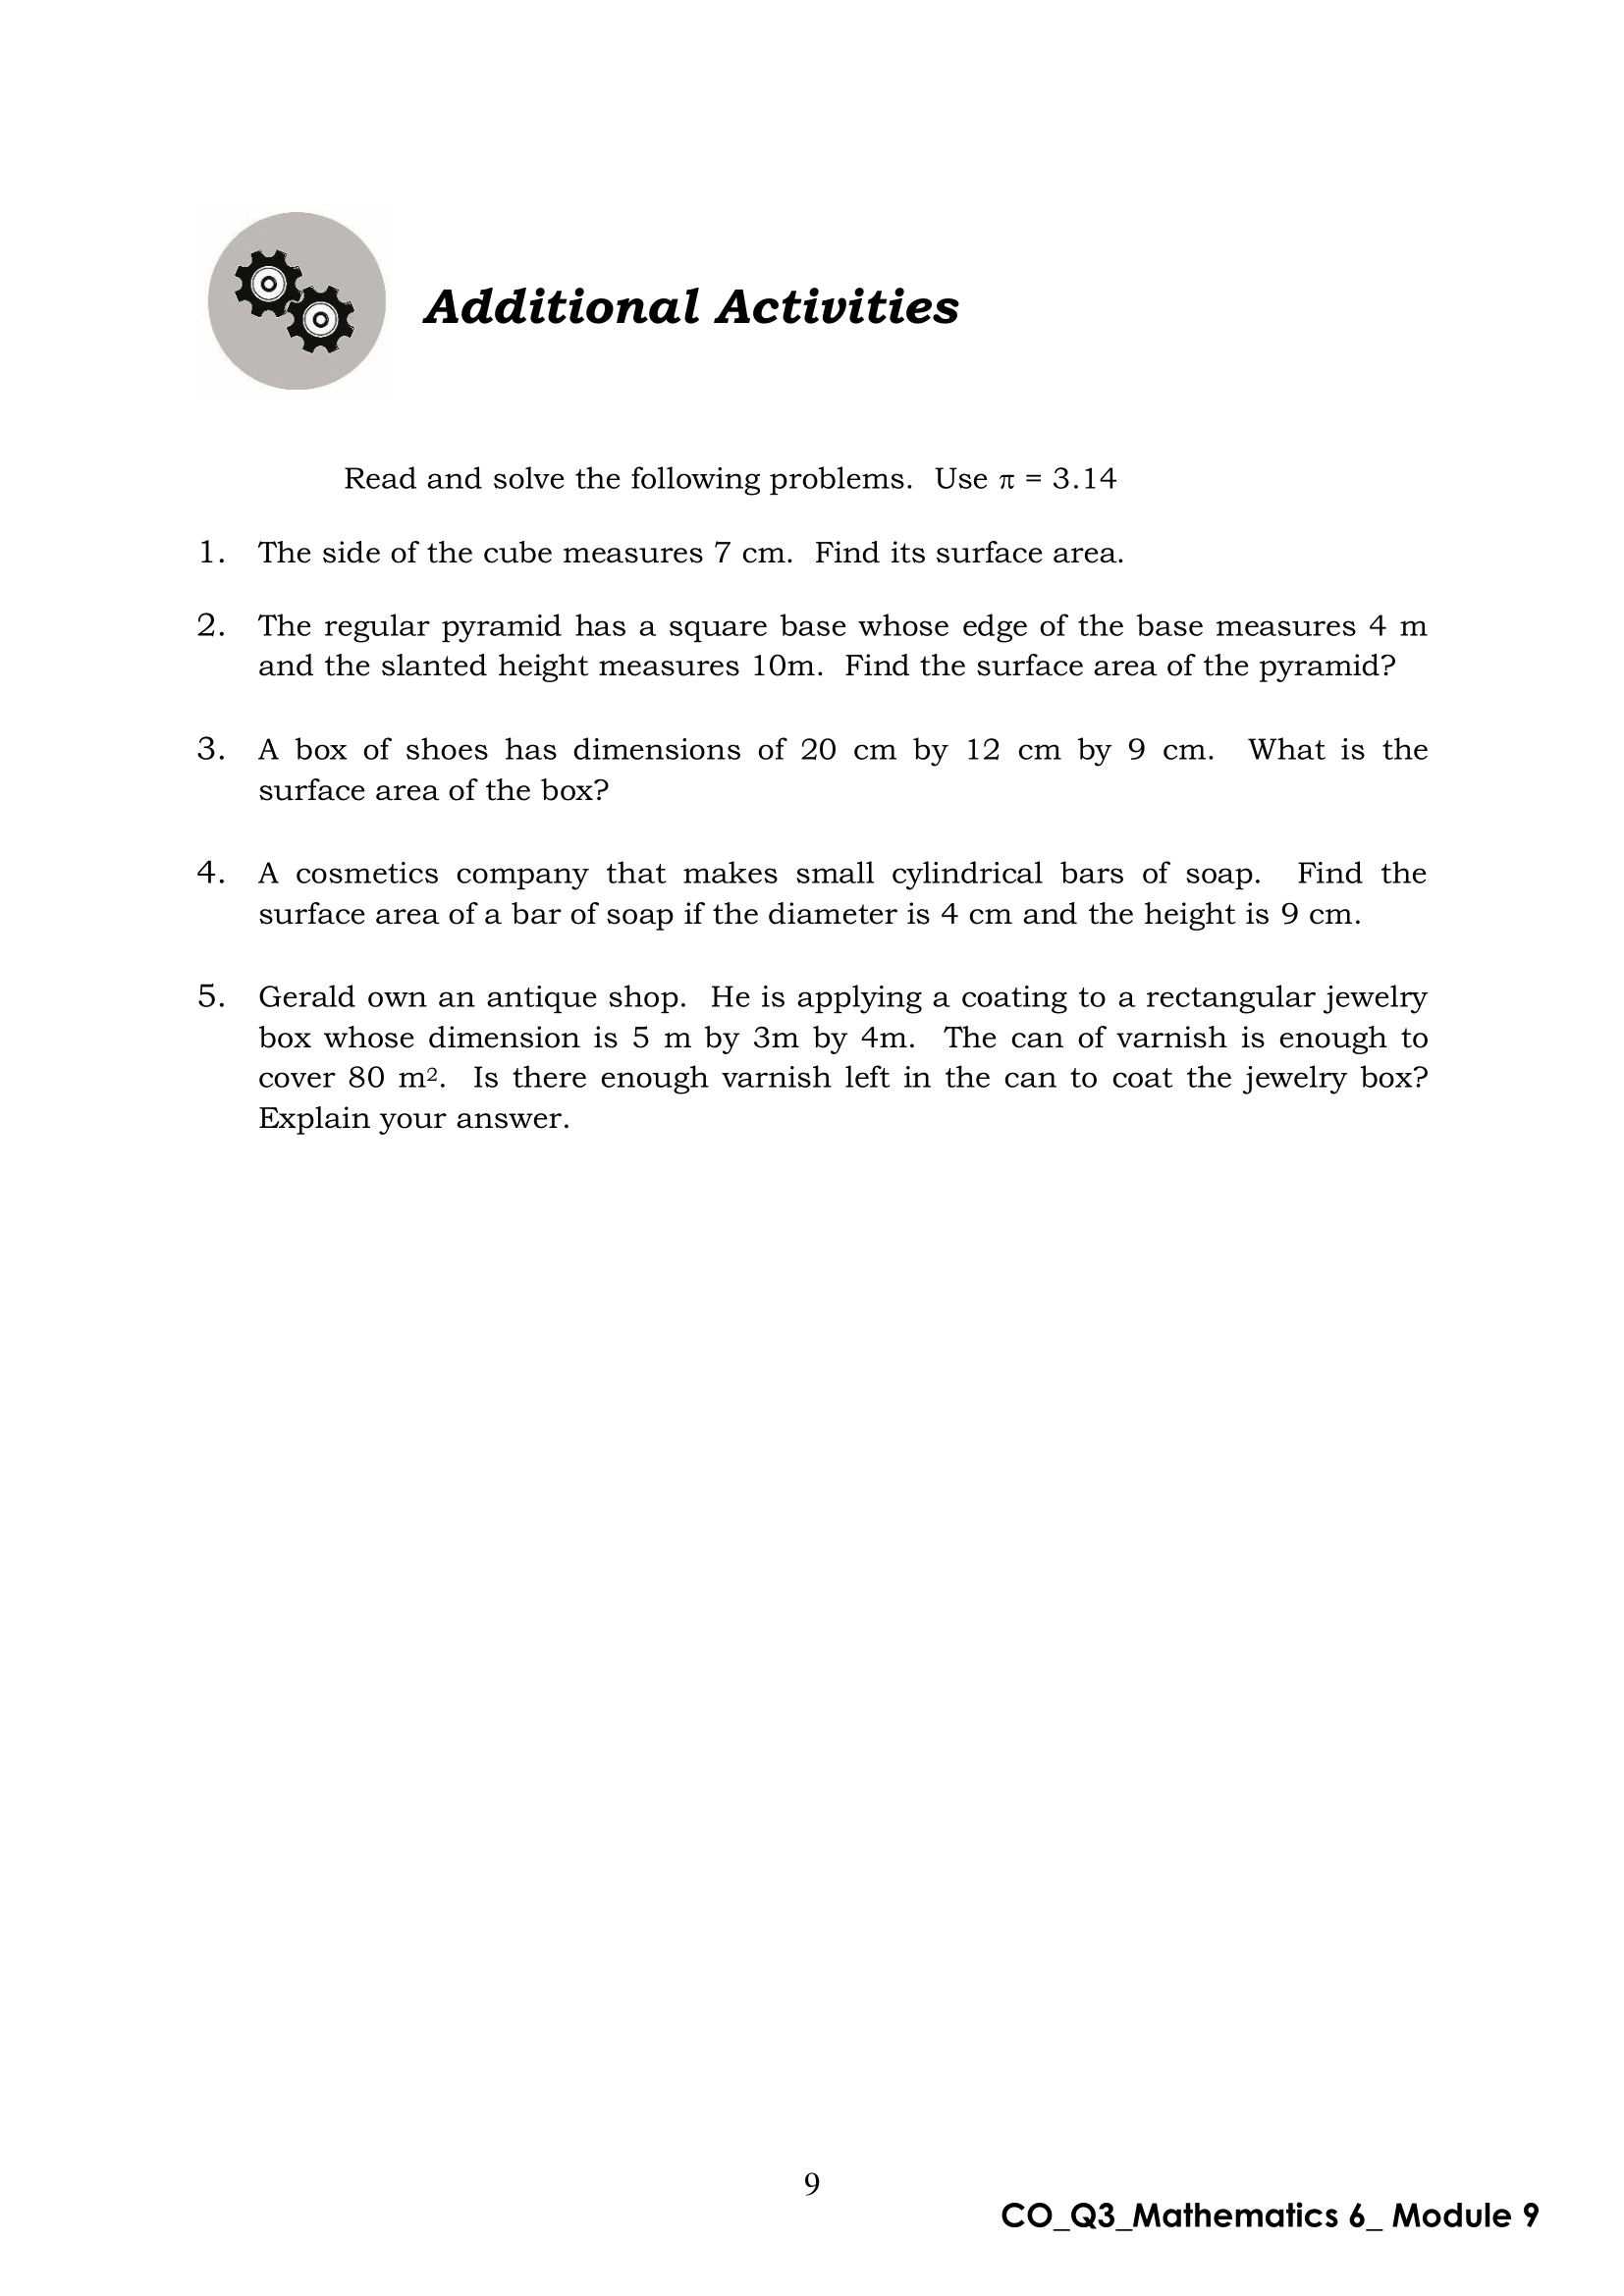 Additional Activities
Read and solve the following problems.  Use π = 3.14
1. The side of the cube measures 7 cm.  Find its surface area.
2. The regular pyramid has a square base whose edge of the base measures 4 m
and the slanted height measures 10m.  Find the surface area of the pyramid?
3. A box of shoes has dimensions of 20 cm by 12 cm by 9 cm.  What is the
surface area of the box?
4. A cosmetics company that makes small cylindrical bars of soap.  Find the
surface area of a bar of soap if the diameter is 4 cm and the height is 9 cm.
5. Gerald own an antique shop.  He is applying a coating to a rectangular jewelry
box whose dimension is 5 m by 3m by 4m.  The can of varnish is enough to
cover 80 m².  Is there enough varnish left in the can to coat the jewelry box?
Explain your answer.
9
CO_Q3_Mathematics 6_ Module 9